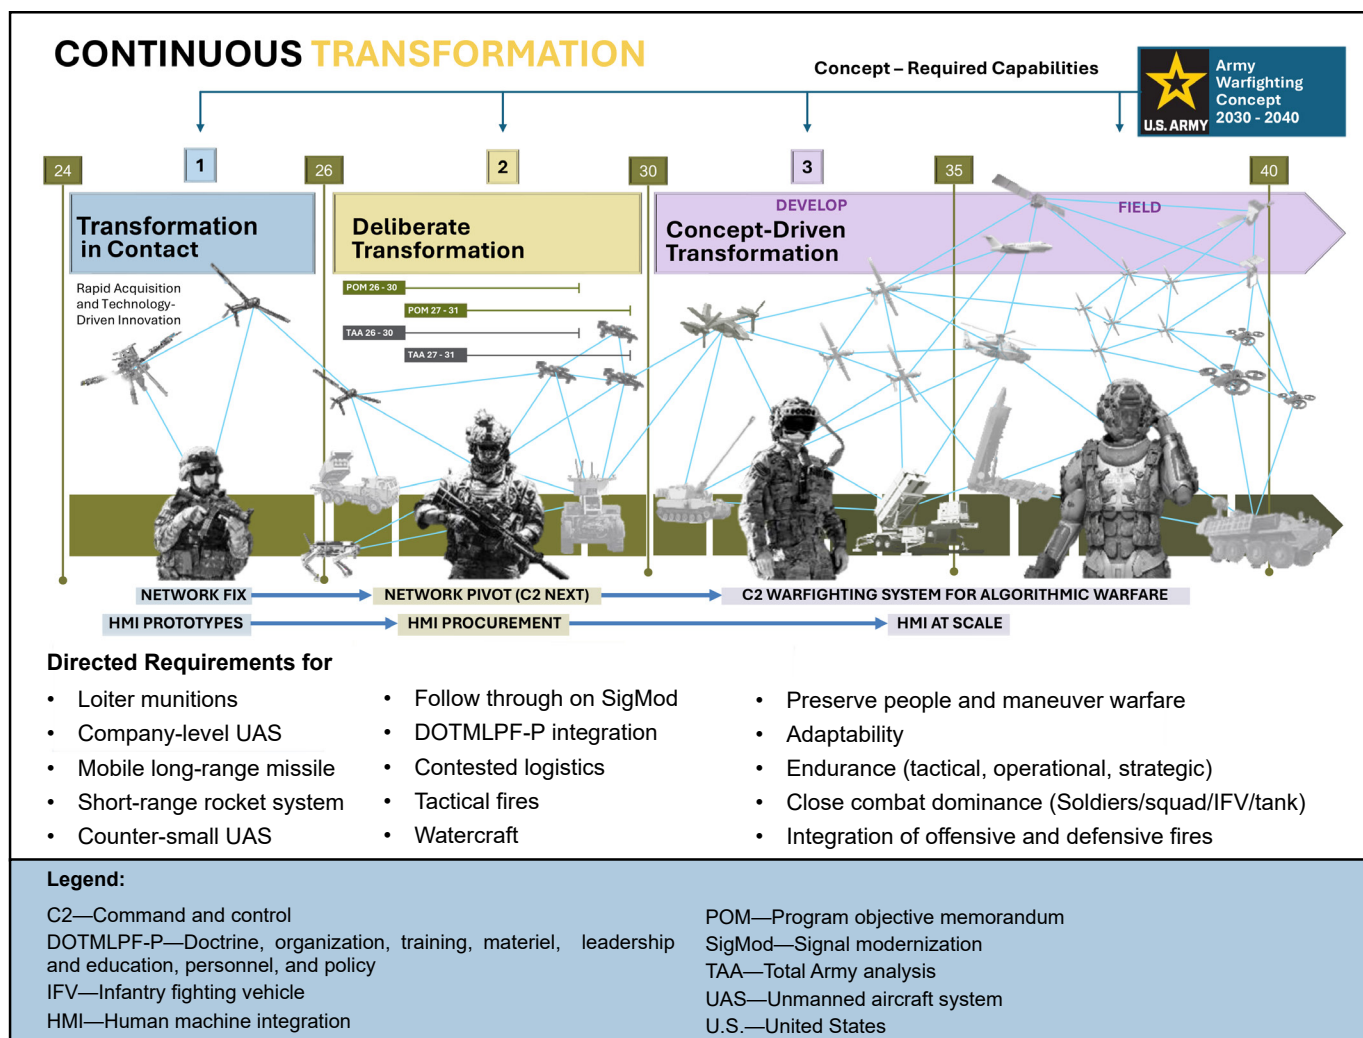 CONTINUOUS TRANSFORMATION
Concept – Required Capabilities
Army
Warfighting
Concept
2030 - 2040
U.S. ARMY
24
1
26
2
30
3
35
40
Transformation
in Contact
Deliberate
Transformation
DEVELOP
FIELD
Concept-Driven
Transformation
Rapid Acquisition
and Technology-
Driven Innovation
POM 26 - 30
POM 27 - 31
TAA 26 - 30
TAA 27 - 31
NETWORK FIX
NETWORK PIVOT (C2 NEXT)
C2 WARFIGHTING SYSTEM FOR ALGORITHMIC WARFARE
HMI PROTOTYPES
HMI PROCUREMENT
HMI AT SCALE
Directed Requirements for
• Loiter munitions
• Company-level UAS
• Mobile long-range missile
• Short-range rocket system
• Counter-small UAS
• Follow through on SigMod
• DOTMLPF-P integration
• Contested logistics
• Tactical fires
• Watercraft
• Preserve people and maneuver warfare
• Adaptability
• Endurance (tactical, operational, strategic)
• Close combat dominance (Soldiers/squad/IFV/tank)
• Integration of offensive and defensive fires
Legend:
C2—Command and control
DOTMLPF-P—Doctrine, organization, training, materiel, leadership
and education, personnel, and policy
IFV—Infantry fighting vehicle
HMI—Human machine integration
POM—Program objective memorandum
SigMod—Signal modernization
TAA—Total Army analysis
UAS—Unmanned aircraft system
U.S.—United States